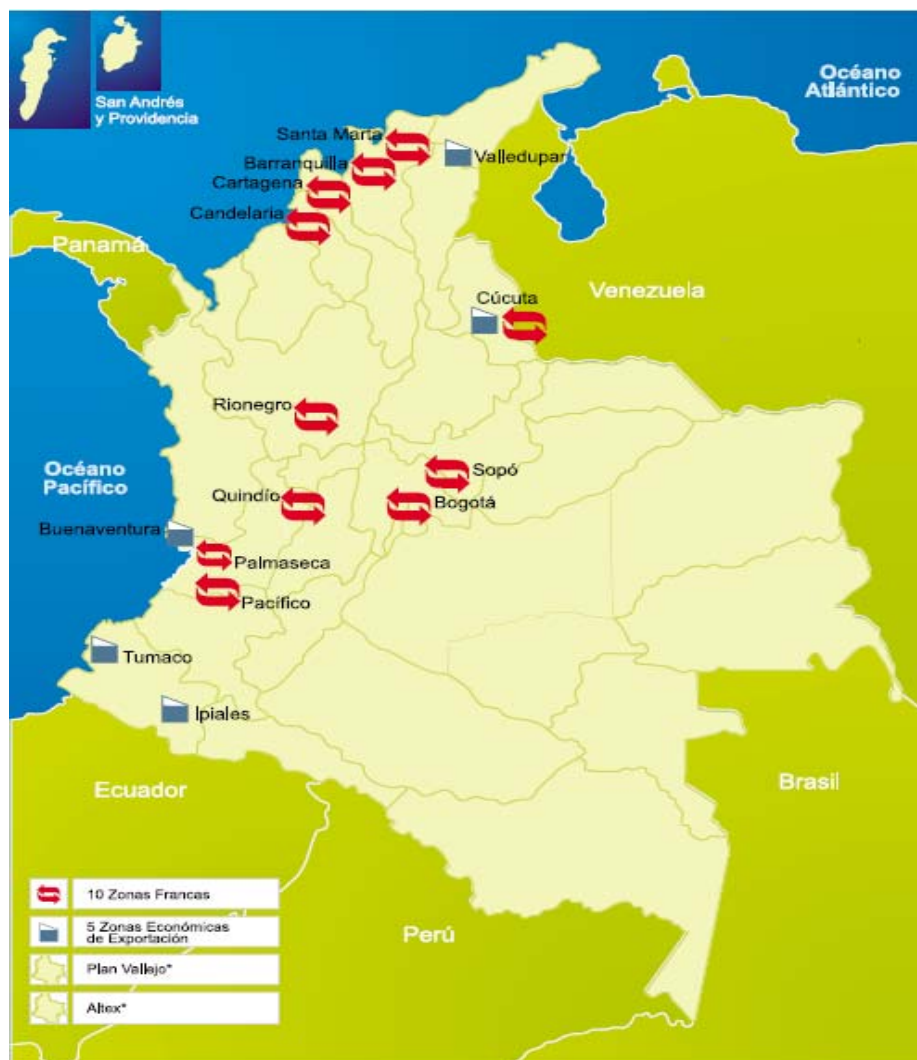 San Andrés
y Providencia
Océano
Atlántico
Santa Marta
Barranquilla
Valledupar
Cartagena
Candelaria
Panamá
Venezuela
Cúcuta
Rionegro
Océano
Pacífico
Sopó
Quindío
Bogotá
Buenaventura
Palmaseca
Pacífico
Tumaco
Ipiales
Ecuador
Brasil
Perú
10 Zonas Francas
5 Zonas Económicas
de Exportación
Plan Vallejo*
Altex*